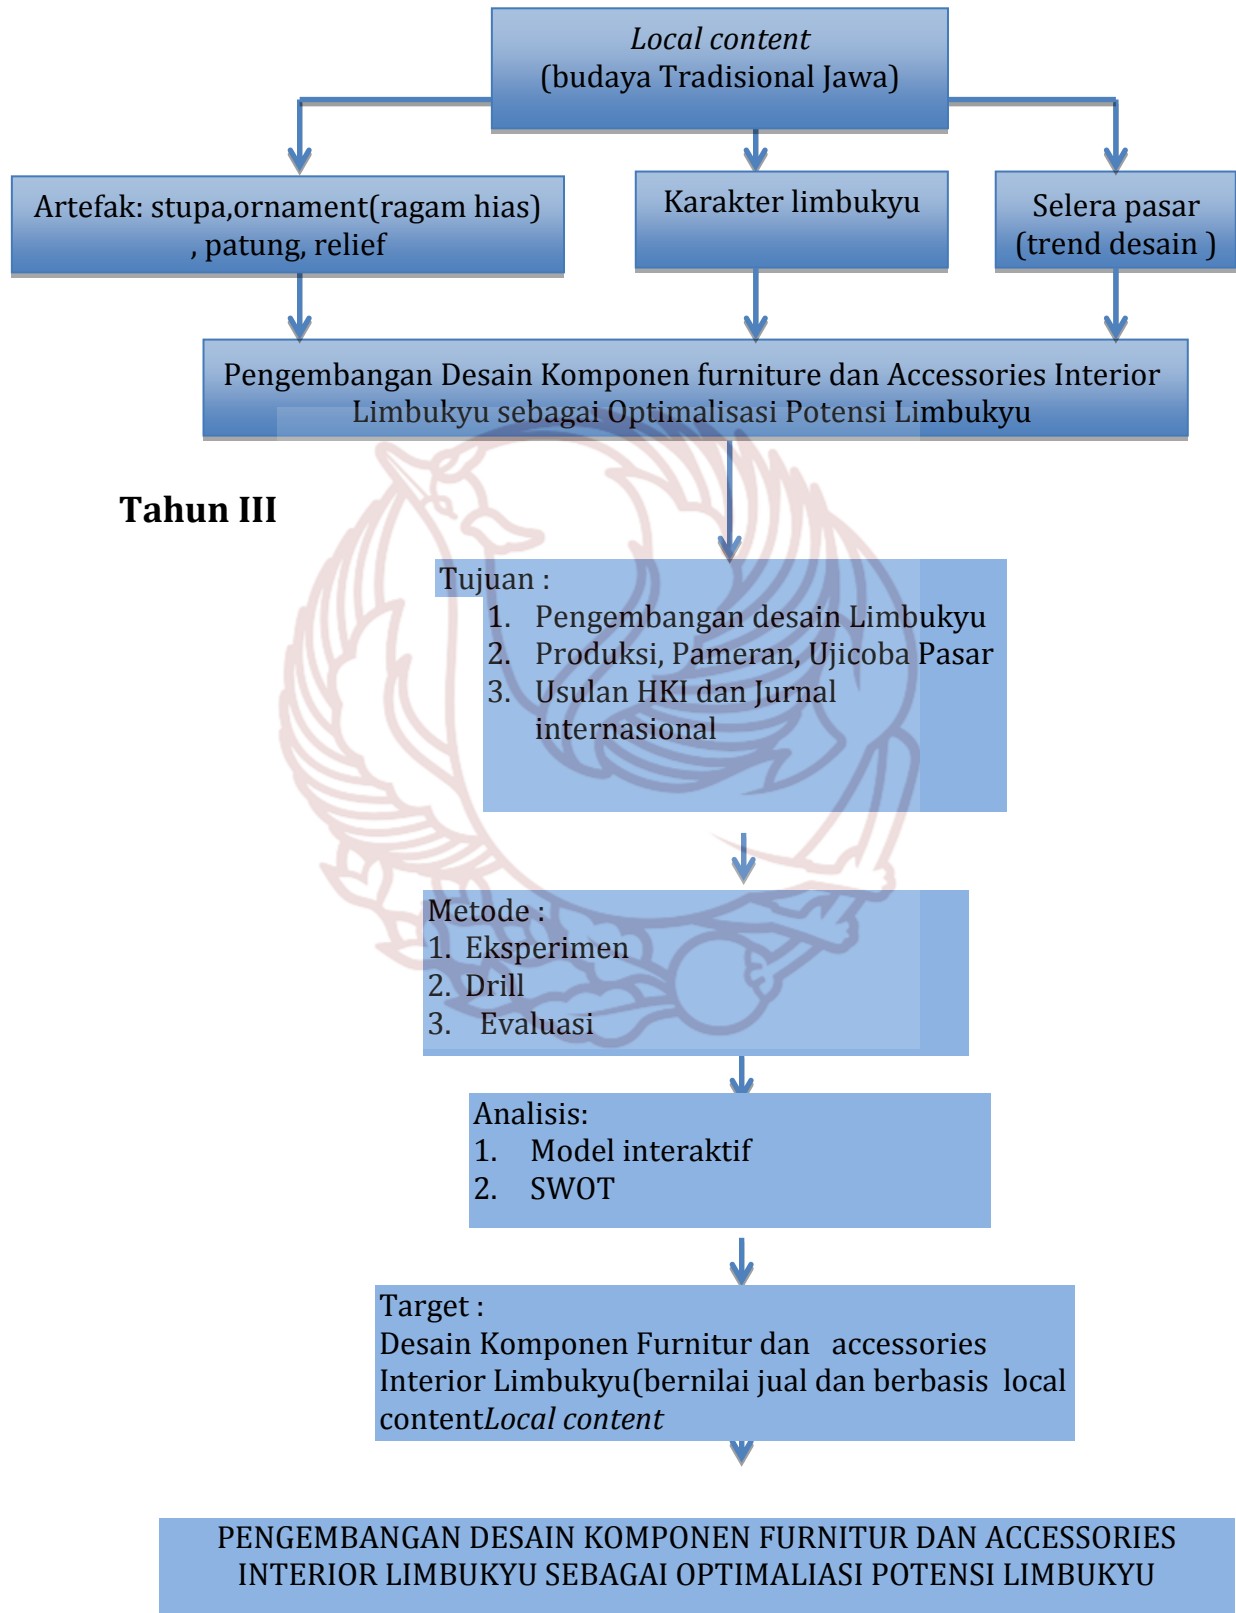 Local content
(budaya Tradisional Jawa)
Artefak: stupa,ornament(ragam hias)
, patung, relief
Karakter limbukyu
Selera pasar
(trend desain )
Pengembangan Desain Komponen furniture dan Accessories Interior
Limbukyu sebagai Optimalisasi Potensi Limbukyu
Tahun III
Tujuan :
1. Pengembangan desain Limbukyu
2. Produksi, Pameran, Ujicoba Pasar
3. Usulan HKI dan Jurnal
internasional
Metode :
1. Eksperimen
2. Drill
3. Evaluasi
Analisis:
1. Model interaktif
2. SWOT
Target :
Desain Komponen Furnitur dan accessories
Interior Limbukyu(bernilai jual dan berbasis local
contentLocal content
PENGEMBANGAN DESAIN KOMPONEN FURNITUR DAN ACCESSORIES
INTERIOR LIMBUKYU SEBAGAI OPTIMALIASI POTENSI LIMBUKYU